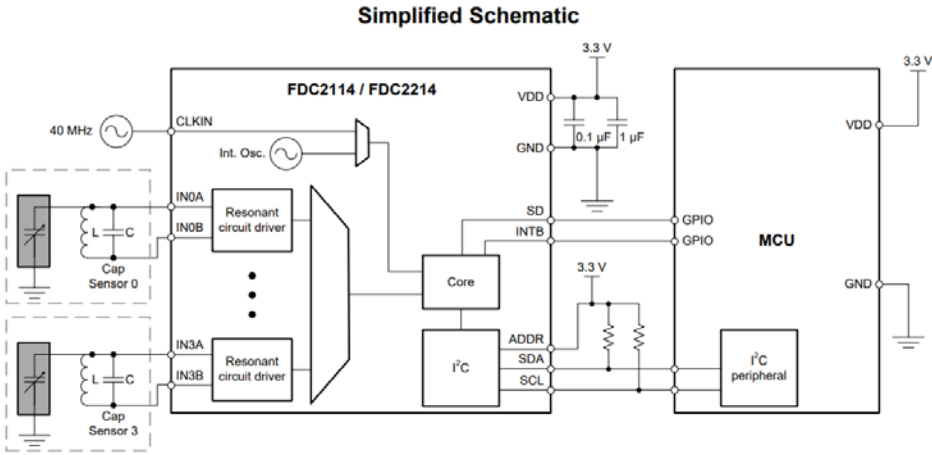 Simplified Schematic
3.3 V
3.3 V
FDC2114 / FDC2214
VDD
CLKIN
40 MHz
0.1 µF
1 µF
VDD
Int. Osc.
GND
IN0A
Resonant
circuit driver
SD
GPIO
L
C
IN0B
INTB
GPIO
MCU
Cap
Sensor 0
3.3 V
Core
GND
ADDR
IN3A
Resonant
circuit driver
SDA
I²C
peripheral
L
C
IN3B
I²C
SCL
Cap
Sensor 3